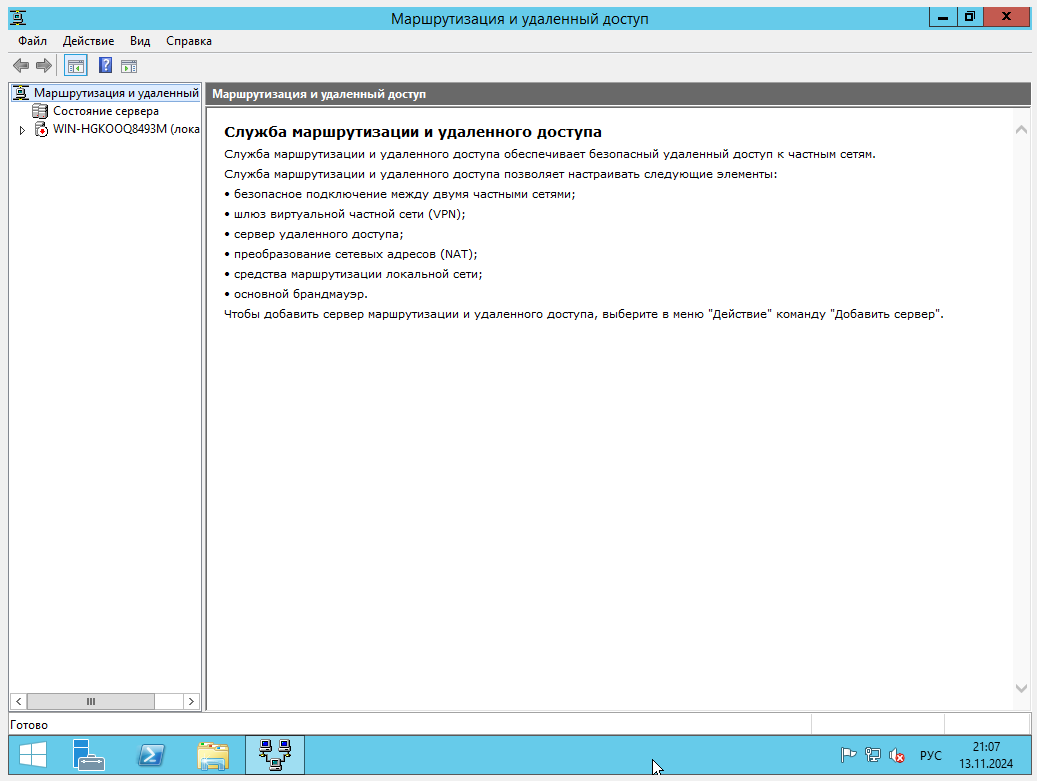 Маршрутизация и удаленный доступ
Файл Действие Вид Справка
Маршрутизация и удаленный
Состояние сервера
WIN-HGKOOQ8493M (лока
Маршрутизация и удаленный доступ
Служба маршрутизации и удаленного доступа
Служба маршрутизации и удаленного доступа обеспечивает безопасный удаленный доступ к частным сетям.
Служба маршрутизации и удаленного доступа позволяет настраивать следующие элементы:
• безопасное подключение между двумя частными сетями;
• шлюз виртуальной частной сети (VPN);
• сервер удаленного доступа;
• преобразование сетевых адресов (NAT);
• средства маршрутизации локальной сети;
• основной брандмауэр.
Чтобы добавить сервер маршрутизации и удаленного доступа, выберите в меню "Действие" команду "Добавить сервер".
Готово
РУС
21:07
13.11.2024